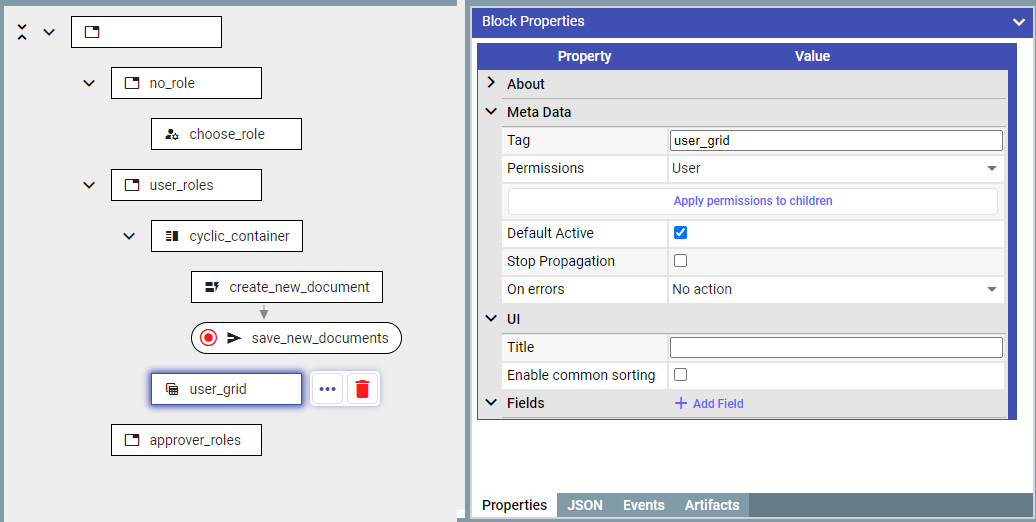 no_role
choose_role
user_roles
cyclic_container
create_new_document
save_new_documents
user_grid
approver_roles
Block Properties
Property Value
About
Meta Data
Tag user_grid
Permissions User
Apply permissions to children
Default Active
Stop Propagation
On errors No action
UI
Title
Enable common sorting
Fields Add Field
Properties JSON Events Artifacts